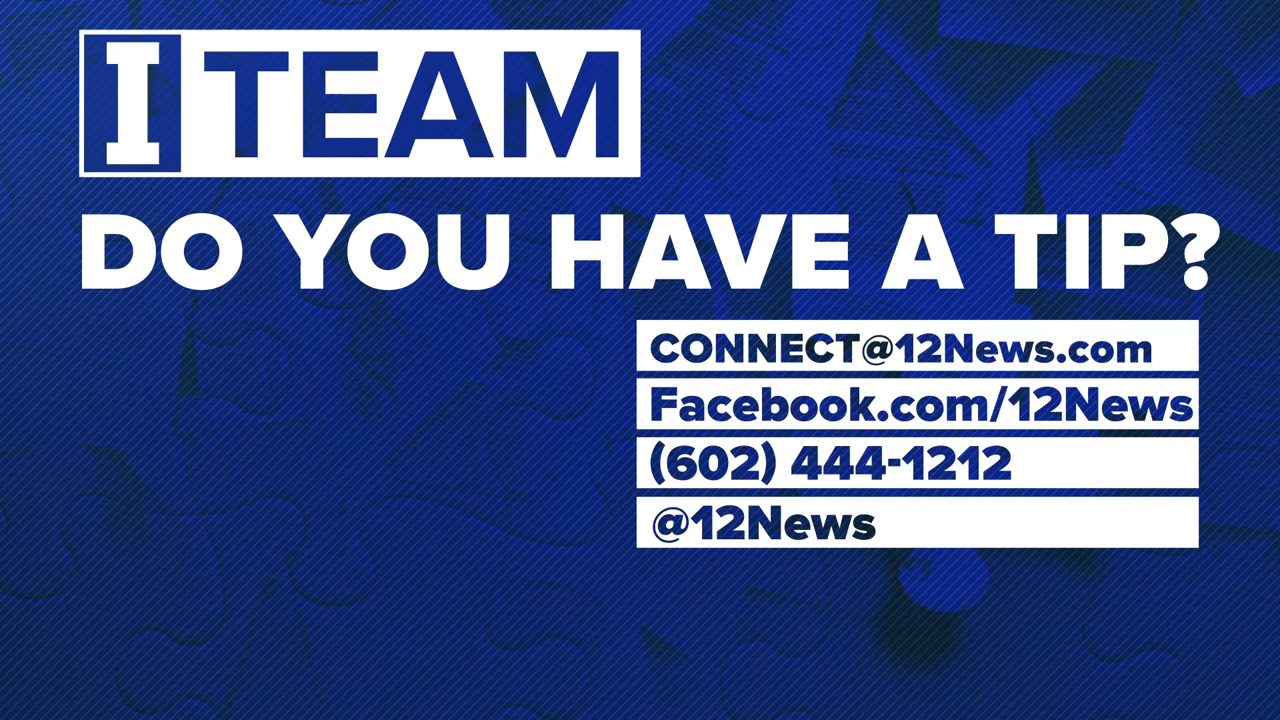 I TEAM
DO YOU HAVE A TIP?
CONNECT@12News.com
Facebook.com/12News
(602) 444-1212
@12News